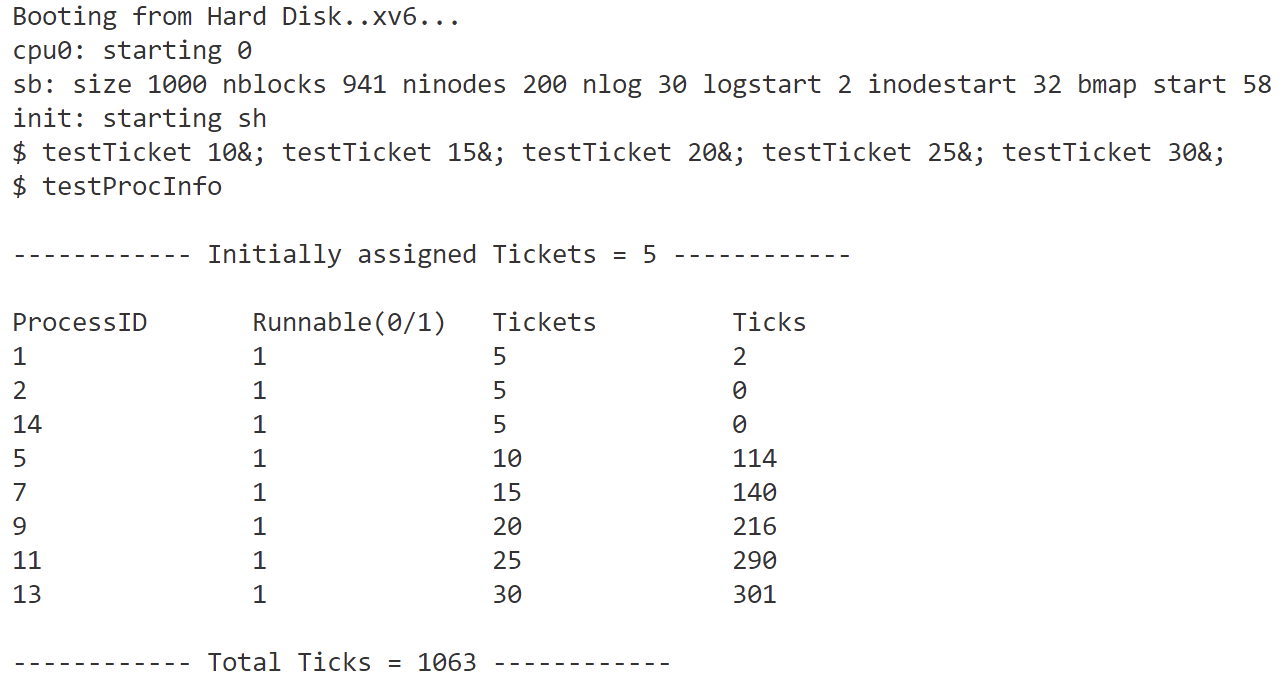 Booting from Hard Disk..xv6...
cpu0: starting 0
sb: size 1000 nblocks 941 ninodes 200 nlog 30 logstart 2 inodestart 32 bmap start 58
init: starting sh
$ testTicket 10&; testTicket 15&; testTicket 20&; testTicket 25&; testTicket 30&;
$ testProcInfo
------------ Initially assigned Tickets = 5 ------------
ProcessID Runnable(0/1) Tickets Ticks
1 1 5 2
2 1 5 0
14 1 5 0
5 1 10 114
7 1 15 140
9 1 20 216
11 1 25 290
13 1 30 301
------------ Total Ticks = 1063 ------------